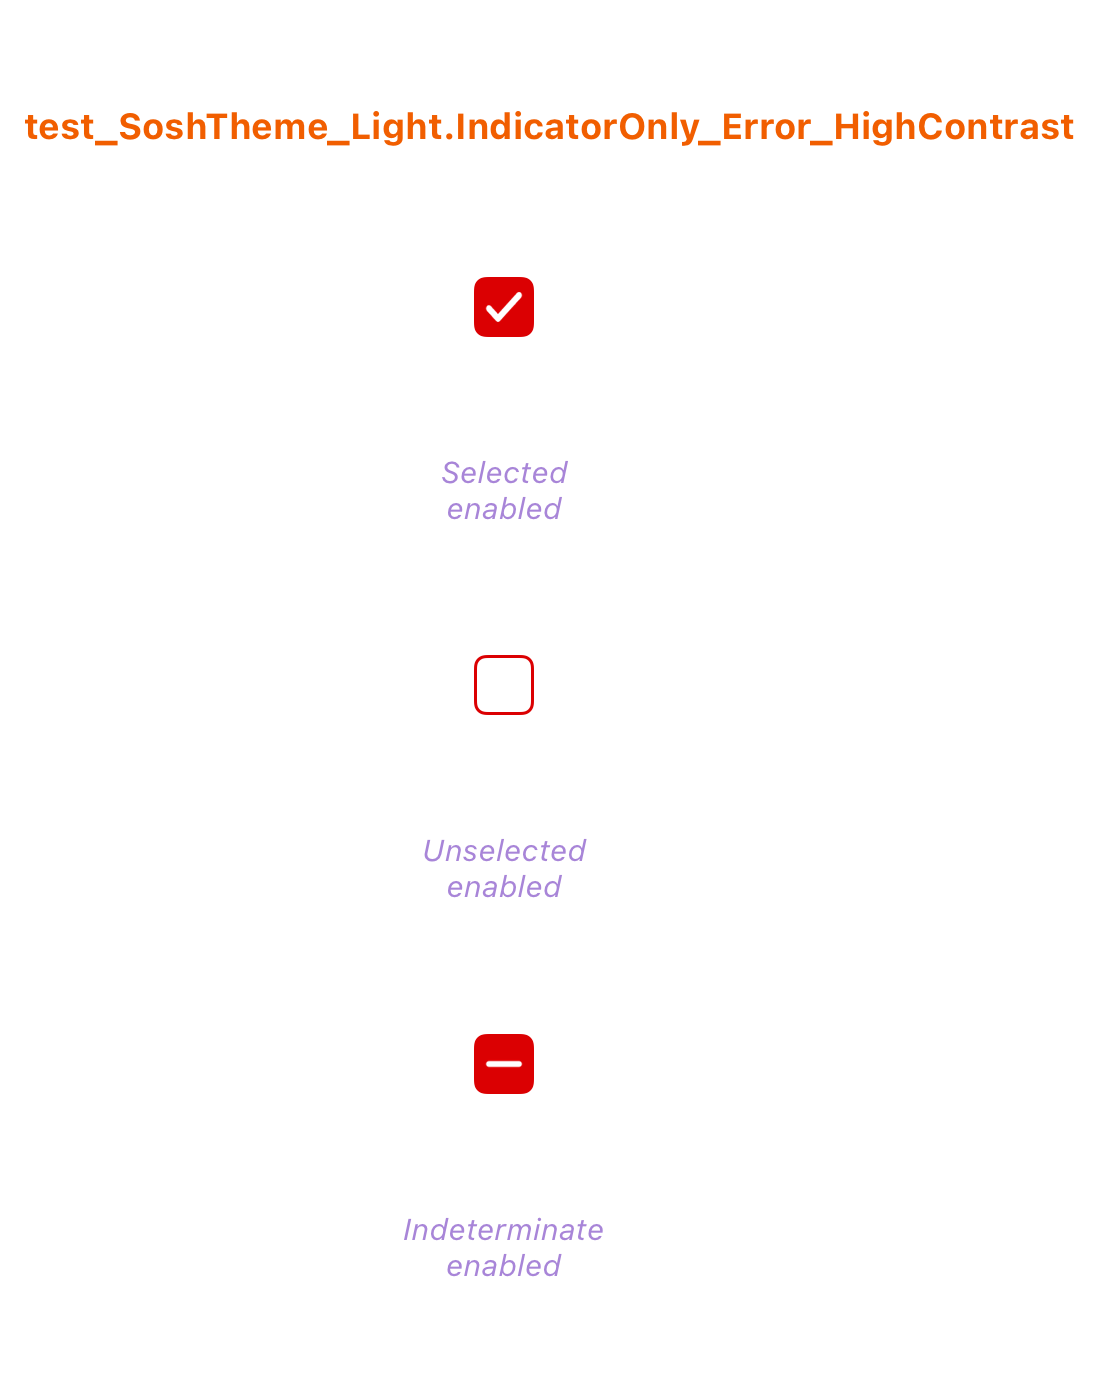 test_SoshTheme_Light.IndicatorOnly_Error_HighContrast
Selected
enabled
Unselected
enabled
Indeterminate
enabled